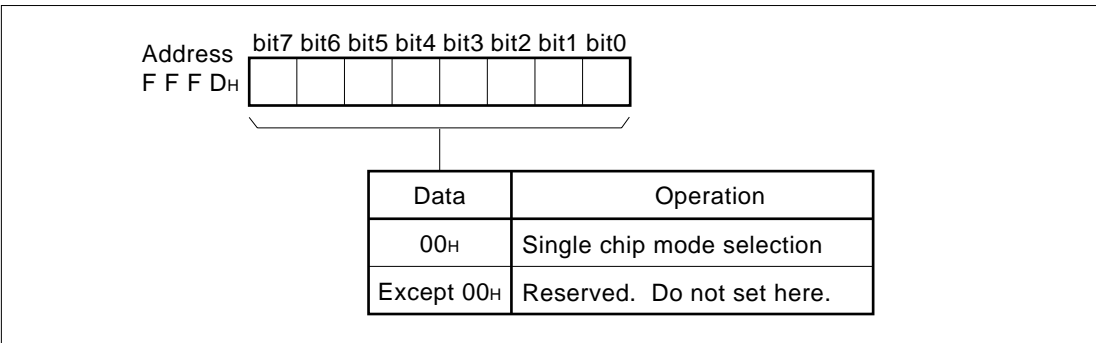 Address bit7 bit6 bit5 bit4 bit3 bit2 bit1 bit0
F F F DH
Data Operation
00H Single chip mode selection
Except 00H Reserved. Do not set here.